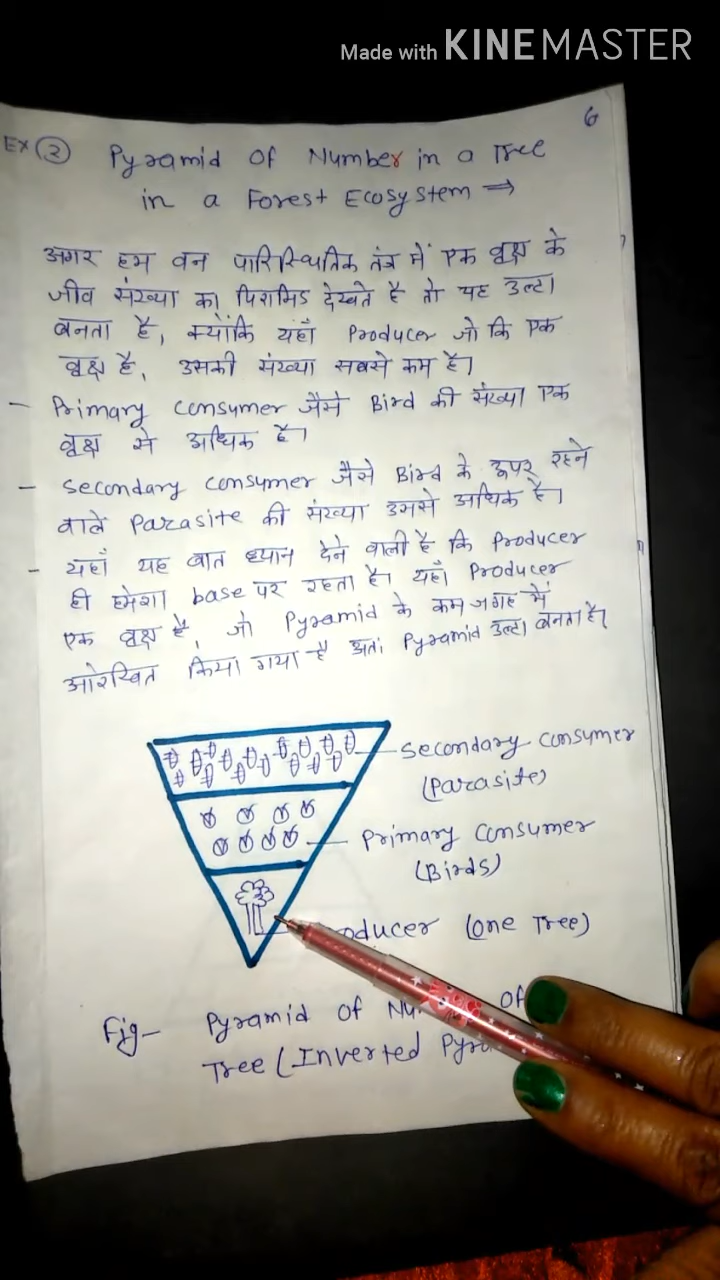 Made with KINEMASTER
6
Ex ② Pyramid of Number in a Tree
in a Forest Ecosystem ⇒
अगर हम वन पारिस्थितिक तंत्र में एक वृक्ष के
जीव संख्या का पिरामिड देखते है तो यह उल्टा
बनता है, क्योंकि यहाँ Producer जो कि एक
वृक्ष है, उसकी संख्या सबसे कम है।
- Primary Consumer जैसे Bird की संख्या एक
वृक्ष से अधिक है।
- Secondary Consumer जैसे Bird के ऊपर रहने
वाले Parasite की संख्या उससे अधिक है।
- यहाँ यह बात ध्यान देने वाली है कि Producer
ही हमेशा base पर रहता है। यहाँ Producer
एक वृक्ष है, जो Pyramid के कम जगह में
आरेखित किया गया है अतः Pyramid उल्टा बनता है।
Secondary Consumer
(Parasite)
Primary Consumer
(Birds)
oducer (One Tree)
Fig- Pyramid of Of
Tree (Inverted